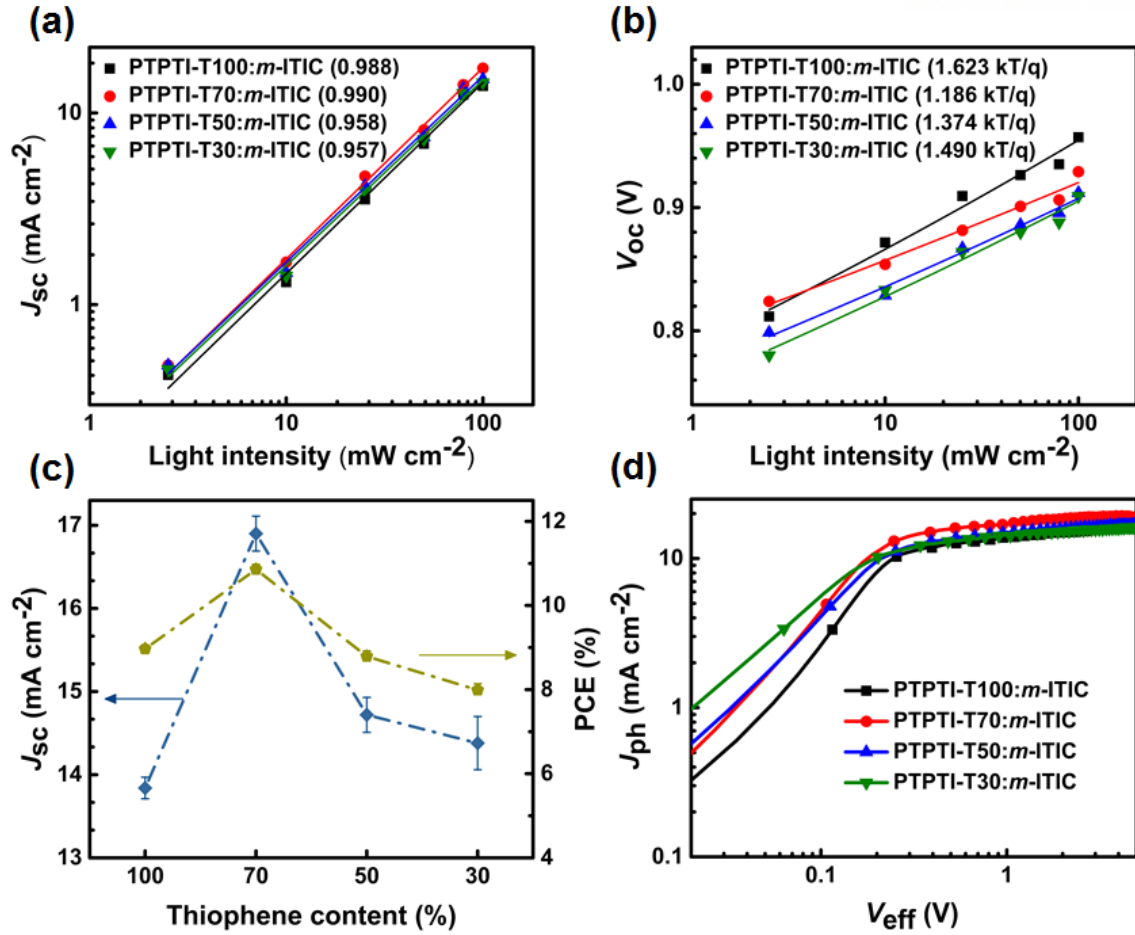 (a)
PTPTI-T100:m-ITIC (0.988)
PTPTI-T70:m-ITIC (0.990)
PTPTI-T50:m-ITIC (0.958)
PTPTI-T30:m-ITIC (0.957)
10
1
1
10
100
Jsc (mA cm-2)
Light intensity (mW cm-2)
(b)
PTPTI-T100:m-ITIC (1.623 kT/q)
PTPTI-T70:m-ITIC (1.186 kT/q)
PTPTI-T50:m-ITIC (1.374 kT/q)
PTPTI-T30:m-ITIC (1.490 kT/q)
1.0
0.9
0.8
1
10
100
Voc (V)
Light intensity (mW cm-2)
(c)
17
16
15
14
13
Jsc (mA cm-2)
12
10
8
6
4
PCE (%)
100
70
50
30
Thiophene content (%)
(d)
10
1
0.1
Jph (mA cm-2)
PTPTI-T100:m-ITIC
PTPTI-T70:m-ITIC
PTPTI-T50:m-ITIC
PTPTI-T30:m-ITIC
0.1
1
Veff (V)